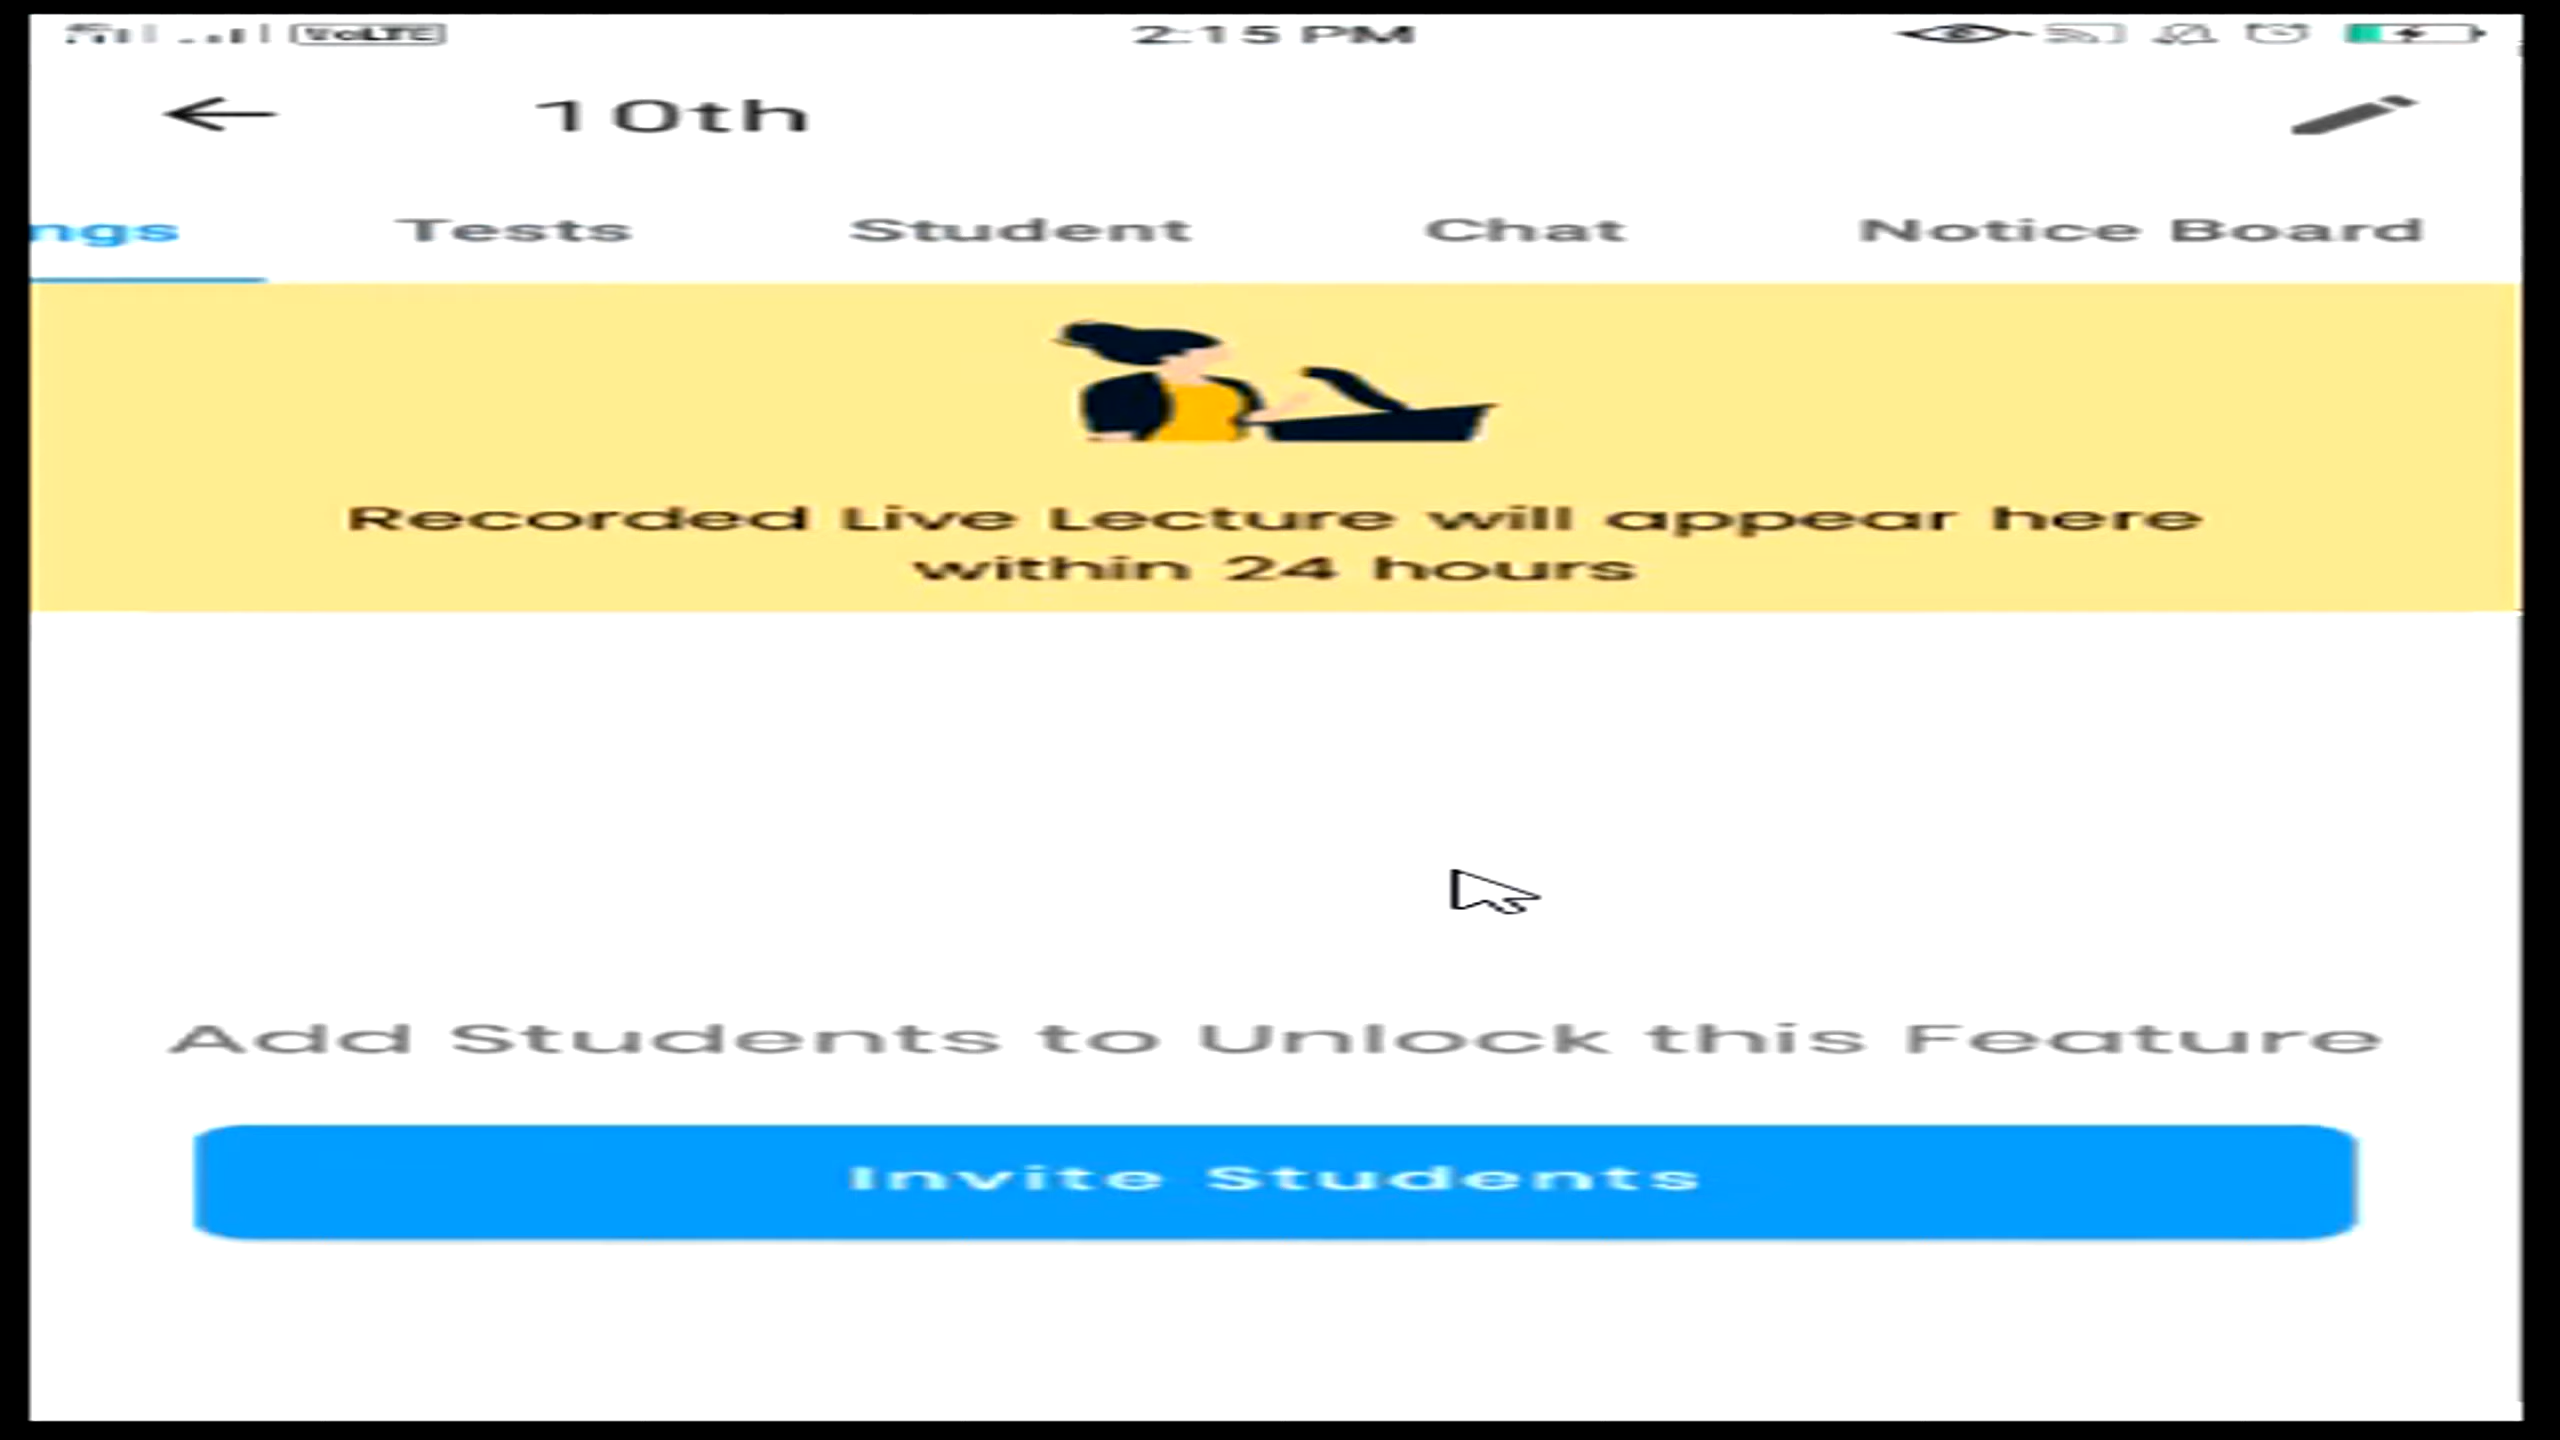 VoLTE 2:15 PM
10th
ngs Tests Student Chat Notice Board
Recorded Live Lecture will appear here
within 24 hours
Add Students to Unlock this Feature
Invite Students